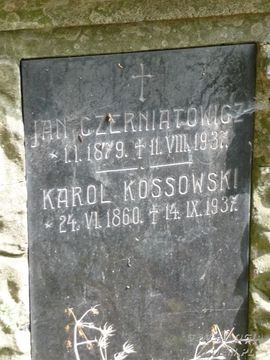 JAN CZERNIATOWICZ
* 1.I. 1879. † 11. VIII. 1937.
KAROL KOSSOWSKI
* 24. VI. 1860. † 14. IX. 1937.